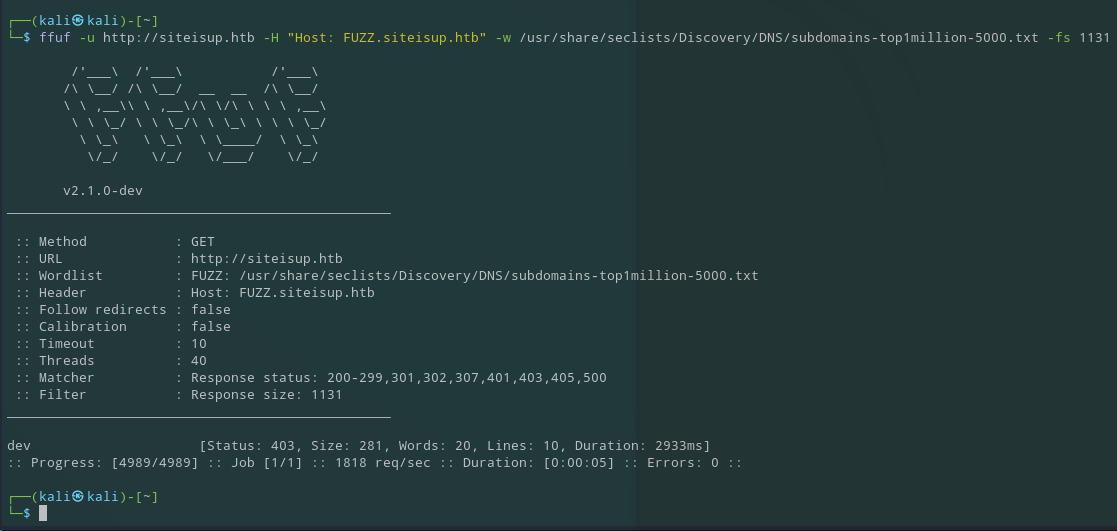 ┌──(kali㉿kali)-[~]
└─$ ffuf -u http://siteisup.htb -H "Host: FUZZ.siteisup.htb" -w /usr/share/seclists/Discovery/DNS/subdomains-top1million-5000.txt -fs 1131

        /'___\  /'___\           /'___\
       /\ \__/ /\ \__/  __  __  /\ \__/
       \ \ ,__\\ \ ,__\/\ \/\ \ \ \ ,__\
        \ \ \_/ \ \ \_/\ \ \_\ \ \ \ \_/
         \ \_\   \ \_\  \ \____/  \ \_\
          \/_/    \/_/   \/___/    \/_/

       v2.1.0-dev
________________________________________________

 :: Method           : GET
 :: URL              : http://siteisup.htb
 :: Wordlist         : FUZZ: /usr/share/seclists/Discovery/DNS/subdomains-top1million-5000.txt
 :: Header           : Host: FUZZ.siteisup.htb
 :: Follow redirects : false
 :: Calibration      : false
 :: Timeout          : 10
 :: Threads          : 40
 :: Matcher          : Response status: 200-299,301,302,307,401,403,405,500
 :: Filter           : Response size: 1131
________________________________________________

dev                     [Status: 403, Size: 281, Words: 20, Lines: 10, Duration: 2933ms]
:: Progress: [4989/4989] :: Job [1/1] :: 1818 req/sec :: Duration: [0:00:05] :: Errors: 0 ::

┌──(kali㉿kali)-[~]
└─$